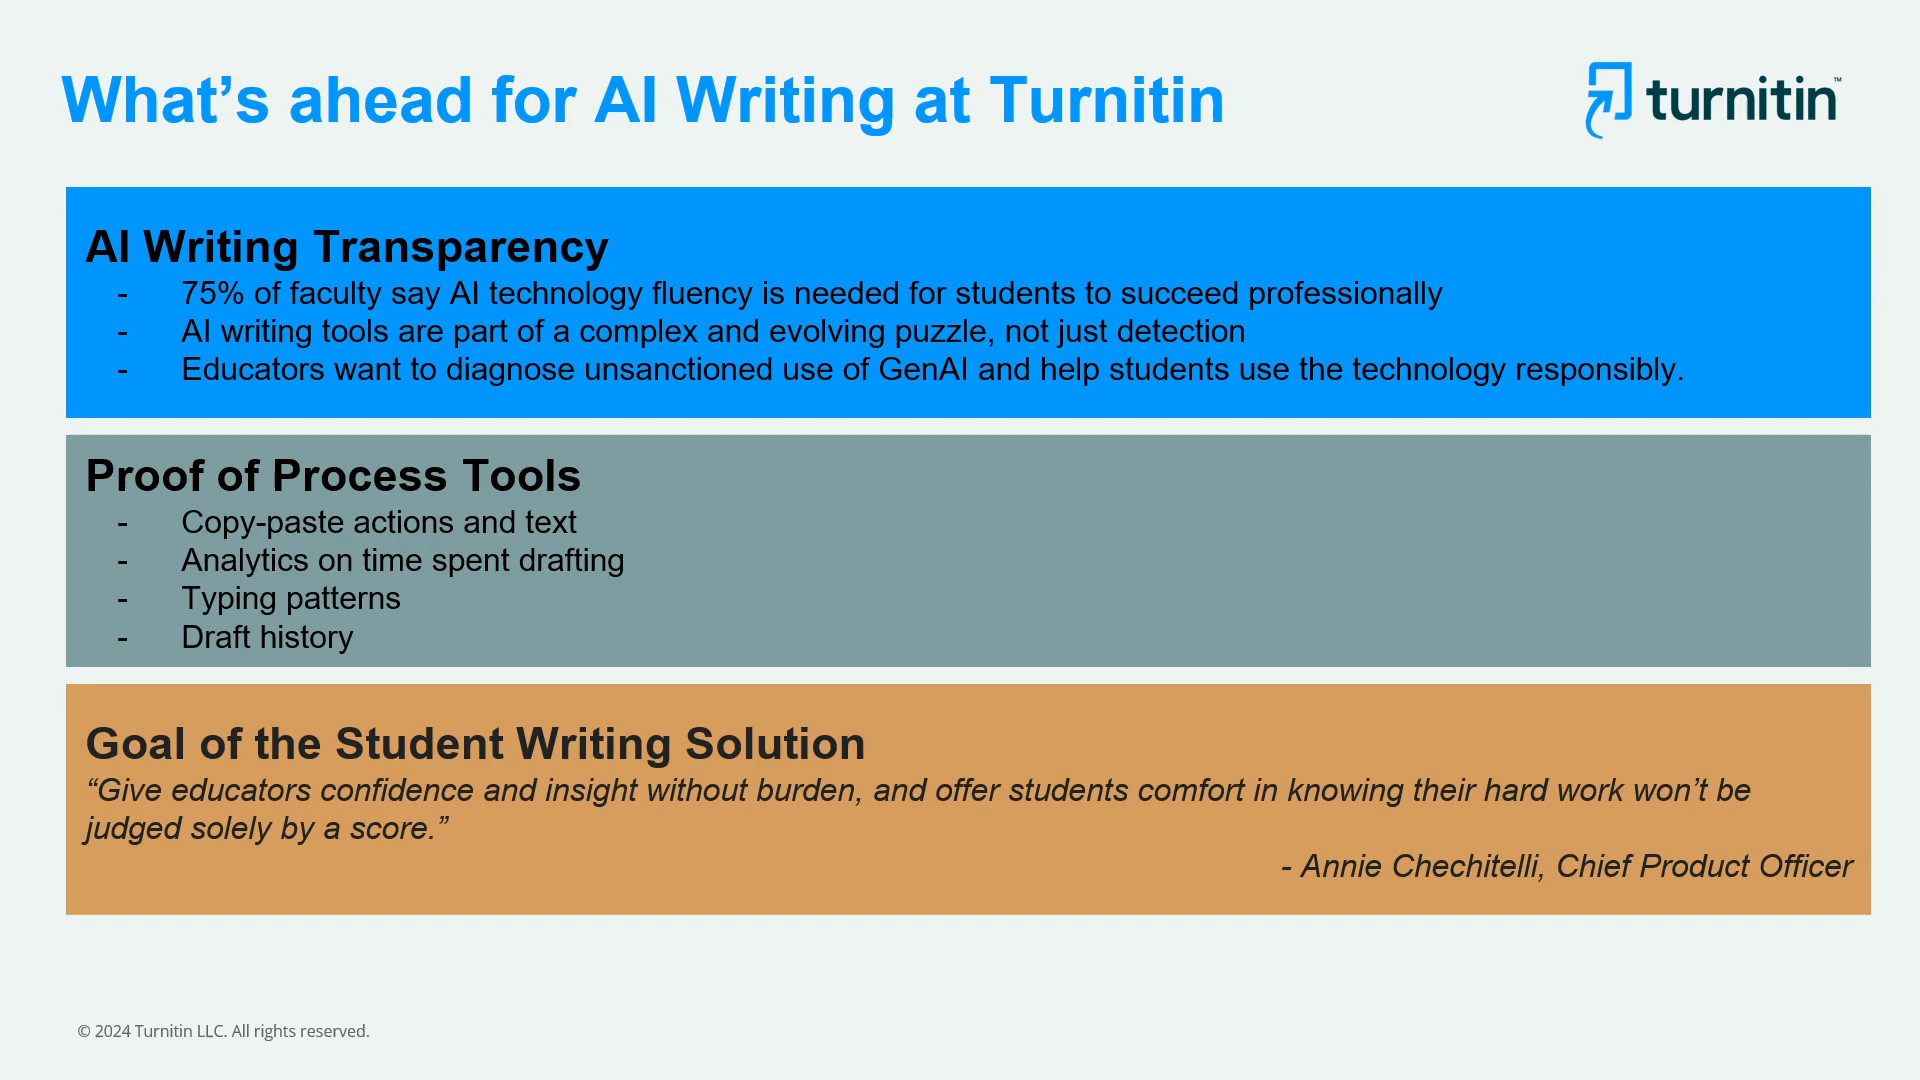 What’s ahead for AI Writing at Turnitin
turnitin™
AI Writing Transparency
- 75% of faculty say AI technology fluency is needed for students to succeed professionally
- AI writing tools are part of a complex and evolving puzzle, not just detection
- Educators want to diagnose unsanctioned use of GenAI and help students use the technology responsibly.
Proof of Process Tools
- Copy-paste actions and text
- Analytics on time spent drafting
- Typing patterns
- Draft history
Goal of the Student Writing Solution
“Give educators confidence and insight without burden, and offer students comfort in knowing their hard work won’t be
judged solely by a score.”
- Annie Chechitelli, Chief Product Officer
© 2024 Turnitin LLC. All rights reserved.